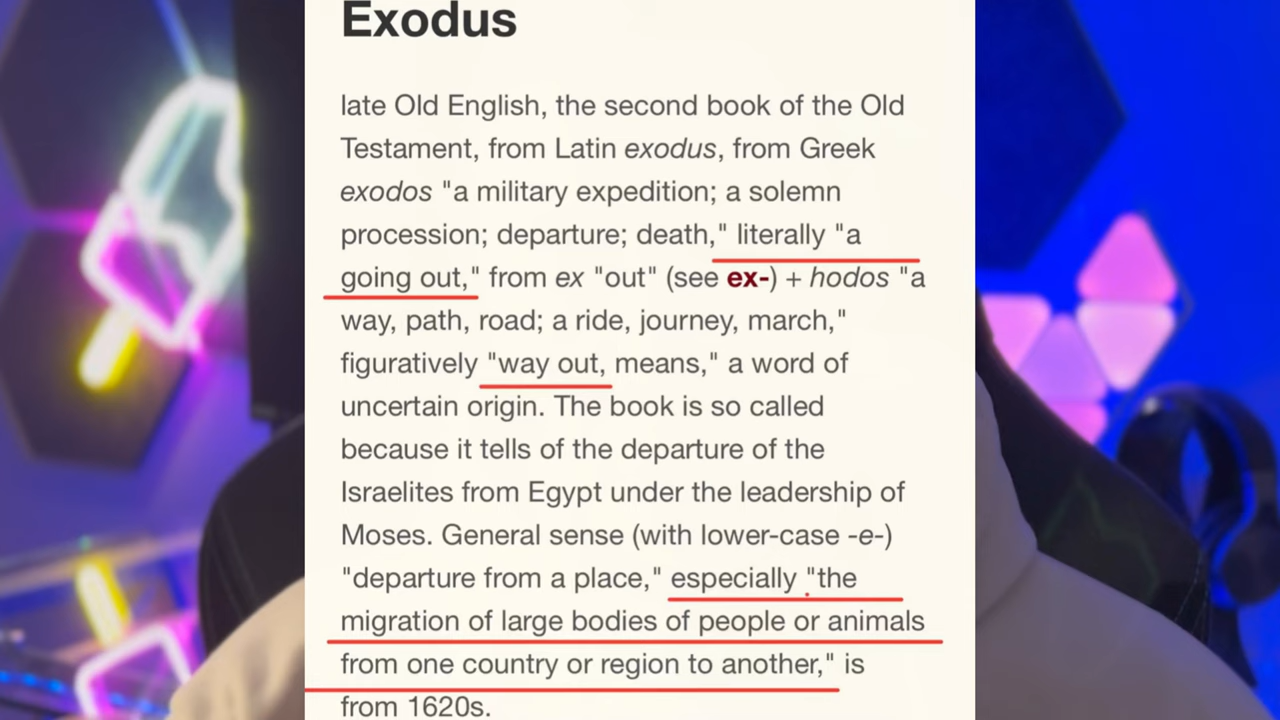 Exodus
late Old English, the second book of the Old
Testament, from Latin exodus, from Greek
exodos "a military expedition; a solemn
procession; departure; death," literally "a
going out," from ex "out" (see ex-) + hodos "a
way, path, road; a ride, journey, march,"
figuratively "way out, means," a word of
uncertain origin. The book is so called
because it tells of the departure of the
Israelites from Egypt under the leadership of
Moses. General sense (with lower-case -e-)
"departure from a place," especially "the
migration of large bodies of people or animals
from one country or region to another," is
from 1620s.